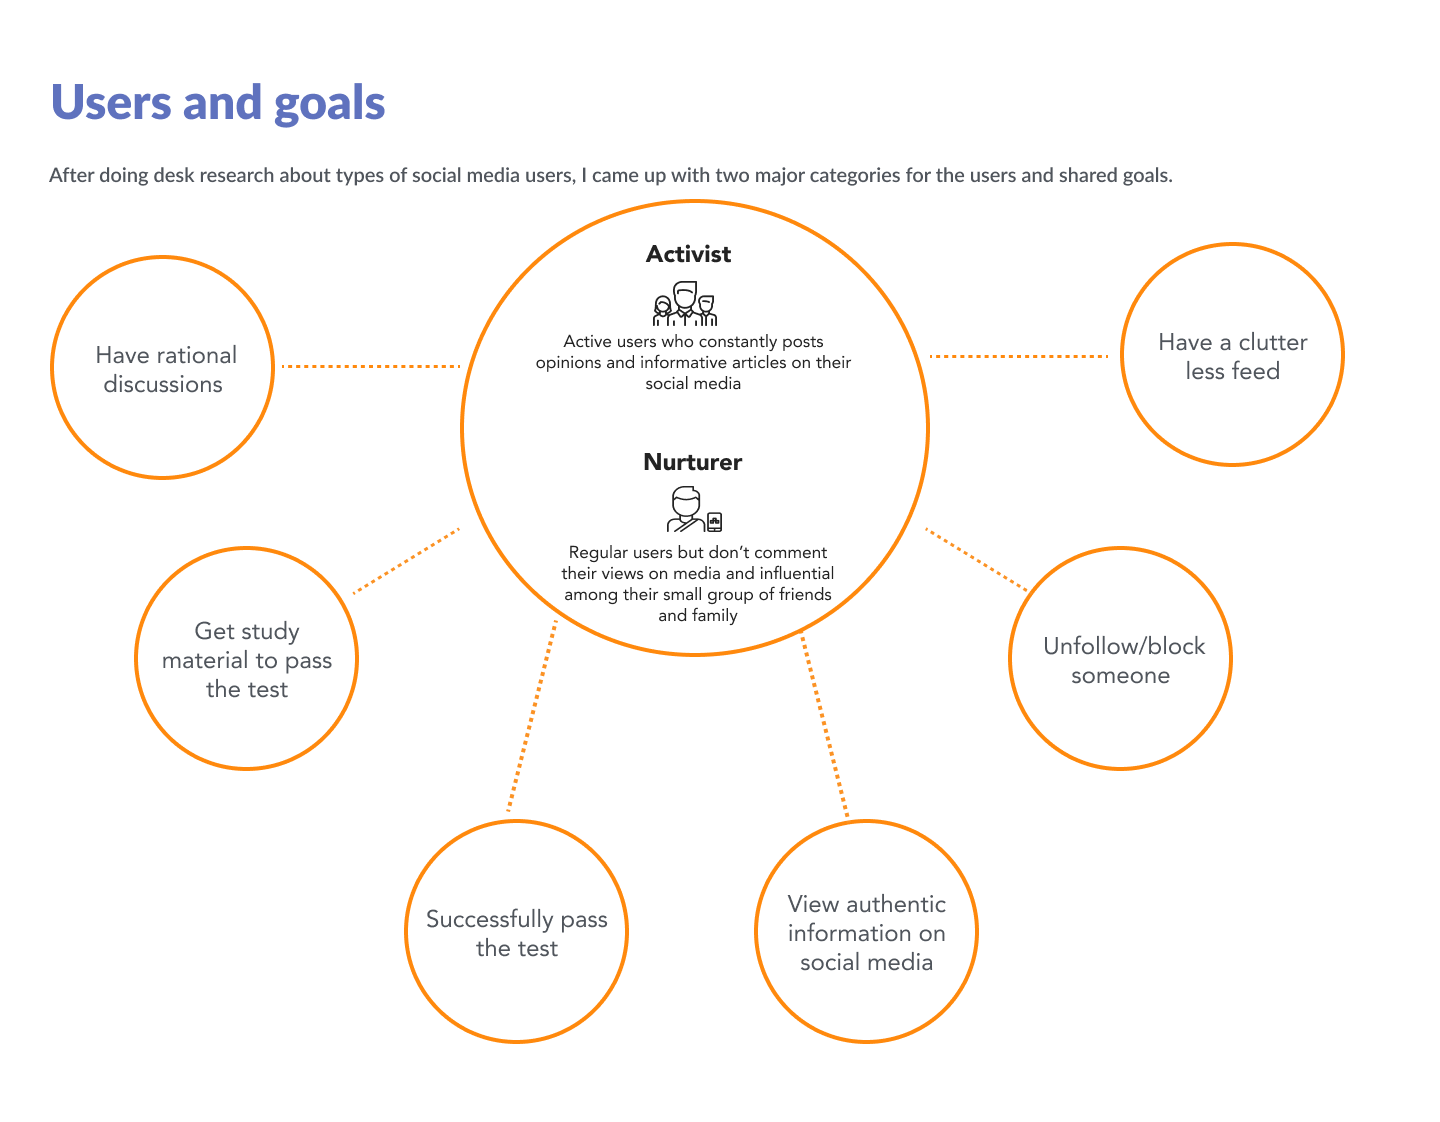 Users and goals
After doing desk research about types of social media users, I came up with two major categories for the users and shared goals.
Activist
Active users who constantly posts
opinions and informative articles on their
social media
Nurturer
Regular users but don’t comment
their views on media and influential
among their small group of friends
and family
Have rational
discussions
Have a clutter
less feed
Get study
material to pass
the test
Unfollow/block
someone
Successfully pass
the test
View authentic
information on
social media